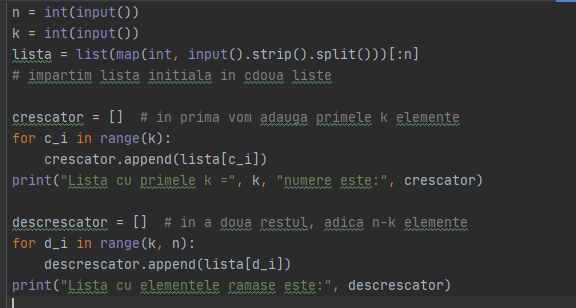 n = int(input())
k = int(input())
lista = list(map(int, input().strip().split()))[:n]
# impartim lista initiala in cdoua liste
crescator = []  # in prima vom adauga primele k elemente
for c_i in range(k):
    crescator.append(lista[c_i])
print("Lista cu primele k =", k, "numere este:", crescator)
descrescator = []  # in a doua restul, adica n-k elemente
for d_i in range(k, n):
    descrescator.append(lista[d_i])
print("Lista cu elementele ramase este:", descrescator)